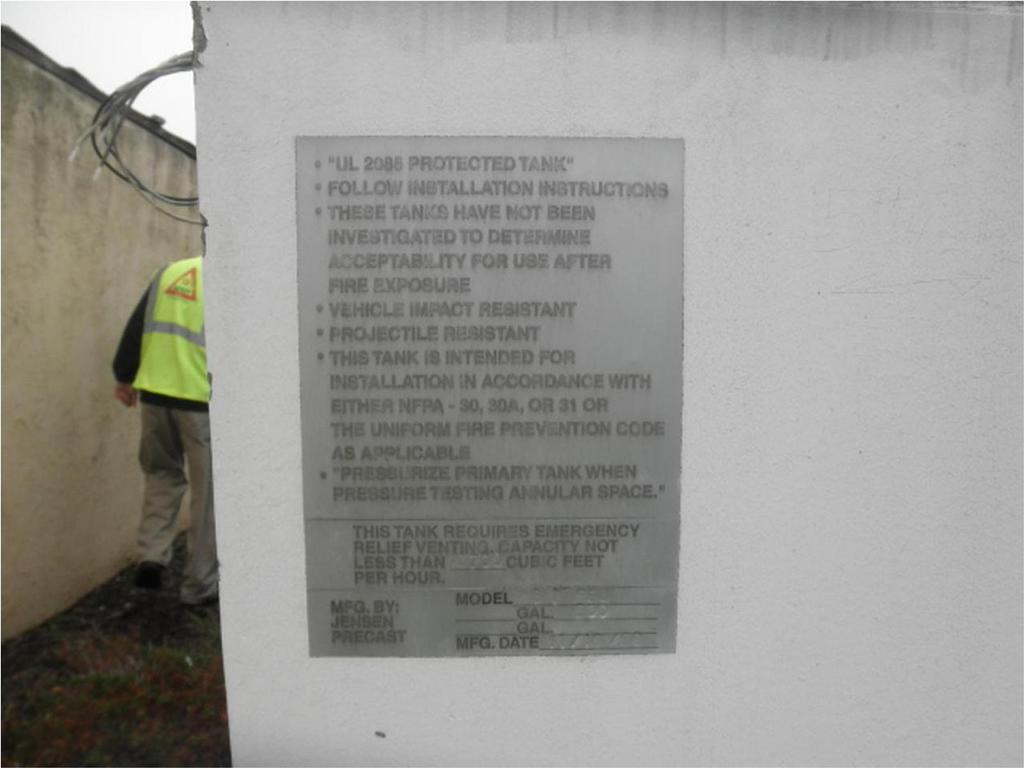 • "UL 2085 PROTECTED TANK"
• FOLLOW INSTALLATION INSTRUCTIONS
• THESE TANKS HAVE NOT BEEN
INVESTIGATED TO DETERMINE
ACCEPTABILITY FOR USE AFTER
FIRE EXPOSURE
• VEHICLE IMPACT RESISTANT
• PROJECTILE RESISTANT
• THIS TANK IS INTENDED FOR
INSTALLATION IN ACCORDANCE WITH
EITHER NFPA - 30, 30A, OR 31 OR
THE UNIFORM FIRE PREVENTION CODE
AS APPLICABLE
• "PRESSURIZE PRIMARY TANK WHEN
PRESSURE TESTING ANNULAR SPACE."
THIS TANK REQUIRES EMERGENCY
RELIEF VENTING. CAPACITY NOT
LESS THAN CUBIC FEET
PER HOUR.
MFG. BY:
JENSEN
PRECAST
MODEL
GAL.
GAL.
MFG. DATE